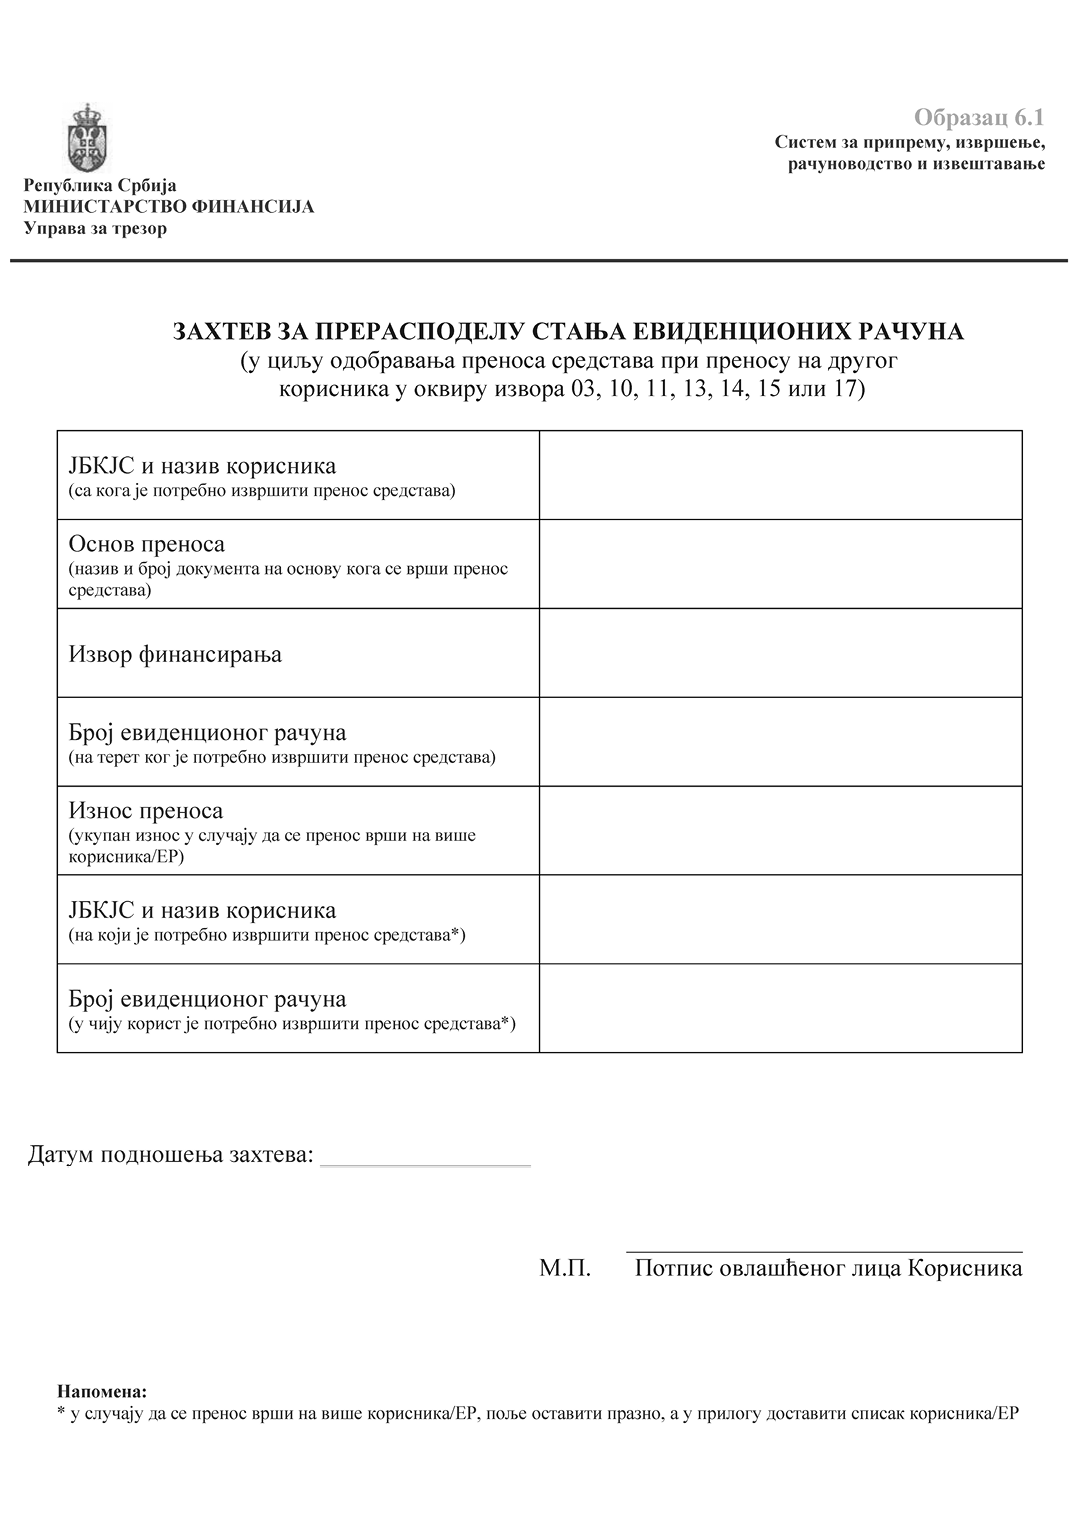 Образац 6.1
Систем за припрему, извршење,
рачуноводство и извештавање
Република Србија
МИНИСТАРСТВО ФИНАНСИЈА
Управа за трезор
ЗАХТЕВ ЗА ПРЕРАСПОДЕЛУ СТАЊА ЕВИДЕНЦИОНИХ РАЧУНА
(у циљу одобравања преноса средстава при преносу на другог
корисника у оквиру извора 03, 10, 11, 13, 14, 15 или 17)
ЈБКЈС и назив корисника
(са кога је потребно извршити пренос средстава)
Основ преноса
(назив и број документа на основу кога се врши пренос
средстава)
Извор финансирања
Број евиденционог рачуна
(на терет ког је потребно извршити пренос средстава)
Износ преноса
(укупан износ у случају да се пренос врши на више
корисника/ЕР)
ЈБКЈС и назив корисника
(на који је потребно извршити пренос средстава*)
Број евиденционог рачуна
(у чију корист је потребно извршити пренос средстава*)
Датум подношења захтева: ___________________
М.П. Потпис овлашћеног лица Корисника
Напомена:
* у случају да се пренос врши на више корисника/ЕР, поље оставити празно, а у прилогу доставити списак корисника/ЕР